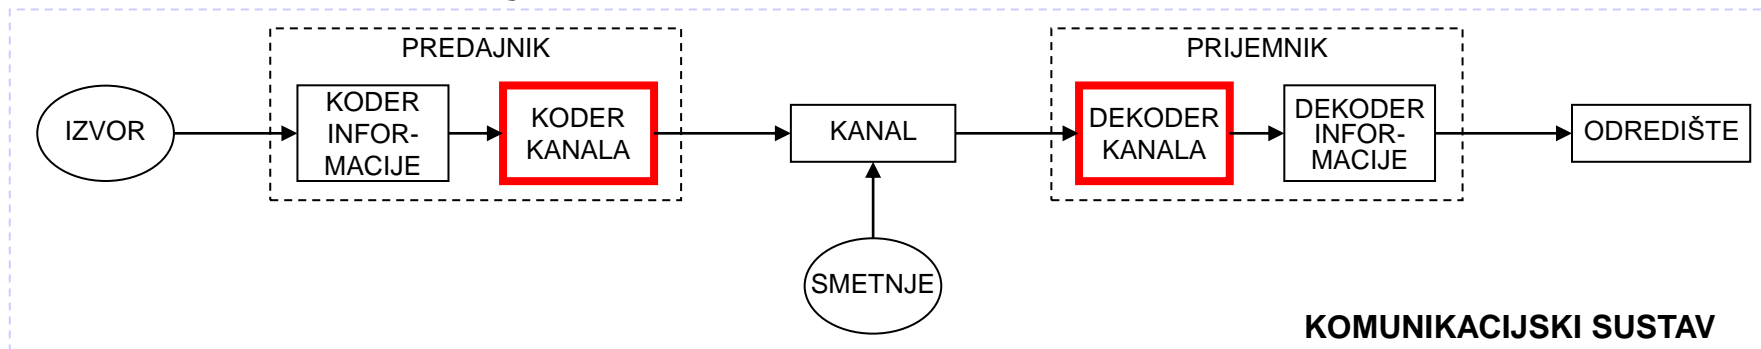 PREDAJNIK
PRIJEMNIK
IZVOR
KODER
INFOR-
MACIJE
KODER
KANALA
KANAL
DEKODER
KANALA
DEKODER
INFOR-
MACIJE
ODREDIŠTE
SMETNJE
KOMUNIKACIJSKI SUSTAV